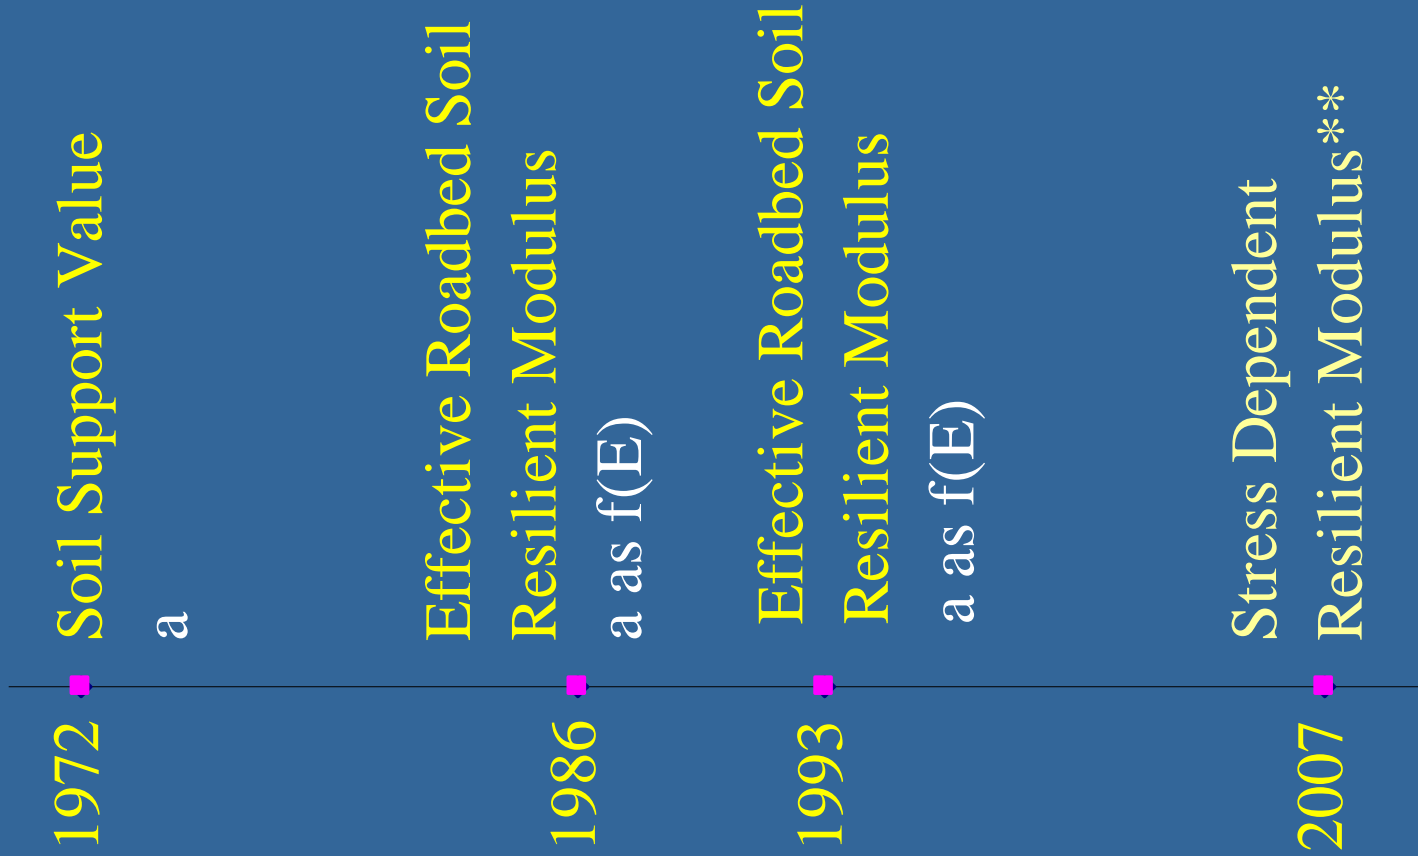 1972
Soil Support Value
a
1986
Effective Roadbed Soil
Resilient Modulus
a as f(E)
1993
Effective Roadbed Soil
Resilient Modulus
a as f(E)
2007
Stress Dependent
Resilient Modulus**